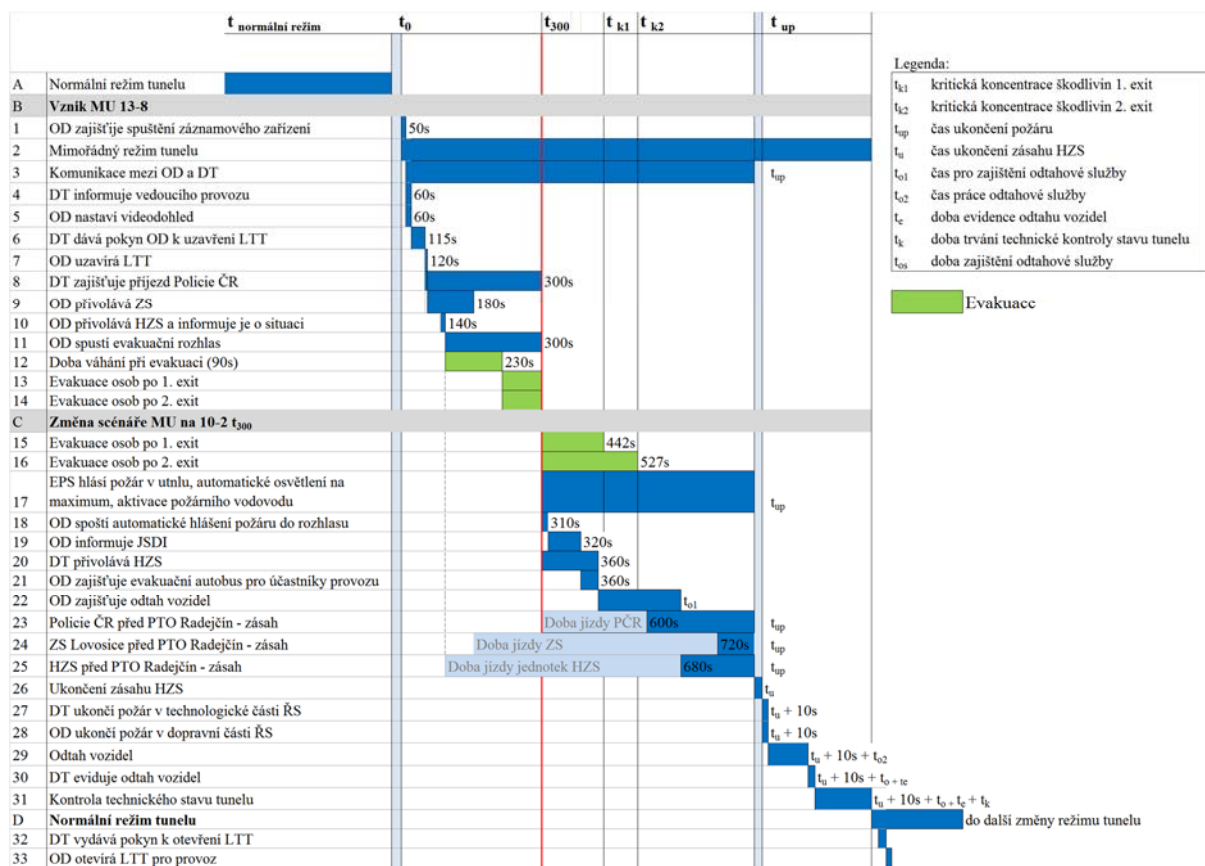 t normální režim t0 t300 t k1 t k2 t up
Legenda:
A Normální režim tunelu
tk1 kritická koncentrace škodlivin 1. exit
tk2 kritická koncentrace škodlivin 2. exit
tup čas ukončení požáru
tu čas ukončení zásahu HZS
to1 čas pro zajištění odtahové služby
to2 čas práce odtahové služby
te doba evidence odtahu vozidel
tk doba trvání technické kontroly stavu tunelu
tos doba zajištění odtahové služby
Evakuace
B Vznik MU 13-8
1 OD zajišťije spuštění záznamového zařízení 50s
2 Mimořádný režim tunelu
3 Komunikace mezi OD a DT tup
4 DT informuje vedoucího provozu 60s
5 OD nastaví videodohled 60s
6 DT dává pokyn OD k uzavření LTT 115s
7 OD uzavírá LTT 120s
8 DT zajišťuje příjezd Policie ČR 300s
9 OD přivolává ZS 180s
10 OD přivolává HZS a informuje je o situaci 140s
11 OD spustí evakuační rozhlas 300s
12 Doba váhání při evakuaci (90s) 230s
13 Evakuace osob po 1. exit
14 Evakuace osob po 2. exit
C Změna scénáře MU na 10-2 t300
15 Evakuace osob po 1. exit 442s
16 Evakuace osob po 2. exit 527s
EPS hlásí požár v utnlu, automatické osvětlení na
17 maximum, aktivace požárního vodovodu tup
18 OD spoští automatické hlášení požáru do rozhlasu 310s
19 OD informuje JSDI 320s
20 DT přivolává HZS 360s
21 OD zajišťuje evakuační autobus pro účastníky provozu 360s
22 OD zajišťuje odtah vozidel to1
23 Policie ČR před PTO Radejčín - zásah Doba jízdy PČR 600s tup
24 ZS Lovosice před PTO Radejčín - zásah Doba jízdy ZS 720s tup
25 HZS před PTO Radejčín - zásah Doba jízdy jednotek HZS 680s tup
26 Ukončení zásahu HZS tu
27 DT ukončí požár v technologické části ŘS tu + 10s
28 OD ukončí požár v dopravní části ŘS tu + 10s
29 Odtah vozidel tu + 10s + to2
30 DT eviduje odtah vozidel tu + 10s + to + te
31 Kontrola technického stavu tunelu tu + 10s + to + te + tk
D Normální režim tunelu do další změny režimu tunelu
32 DT vydává pokyn k otevření LTT
33 OD otevírá LTT pro provoz